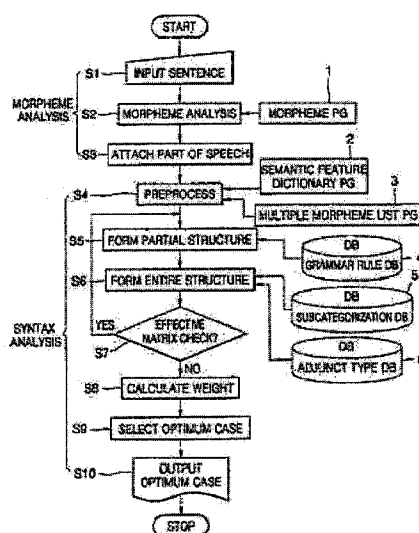 START
S1
INPUT SENTENCE
MORPHEME
ANALYSIS
S2
MORPHEME ANALYSIS
1
MORPHEME PG
S3
ATTACH PART OF SPEECH
2
SEMANTIC FEATURE
DICTIONARY PG
S4
PREPROCESS
3
MULTIPLE MORPHEME LIST PG
S5
FORM PARTIAL STRUCTURE
DB
GRAMMAR RULE DB
4
S6
FORM ENTIRE STRUCTURE
DB
SUBCATEGORIZATION DB
5
SYNTAX
ANALYSIS
YES
EFFECTIVE
MATRIX CHECK?
S7
DB
ADJUNCT TYPE DB
NO
S8
CALCULATE WEIGHT
S9
SELECT OPTIMUM CASE
S10
OUTPUT
OPTIMUM CASE
STOP